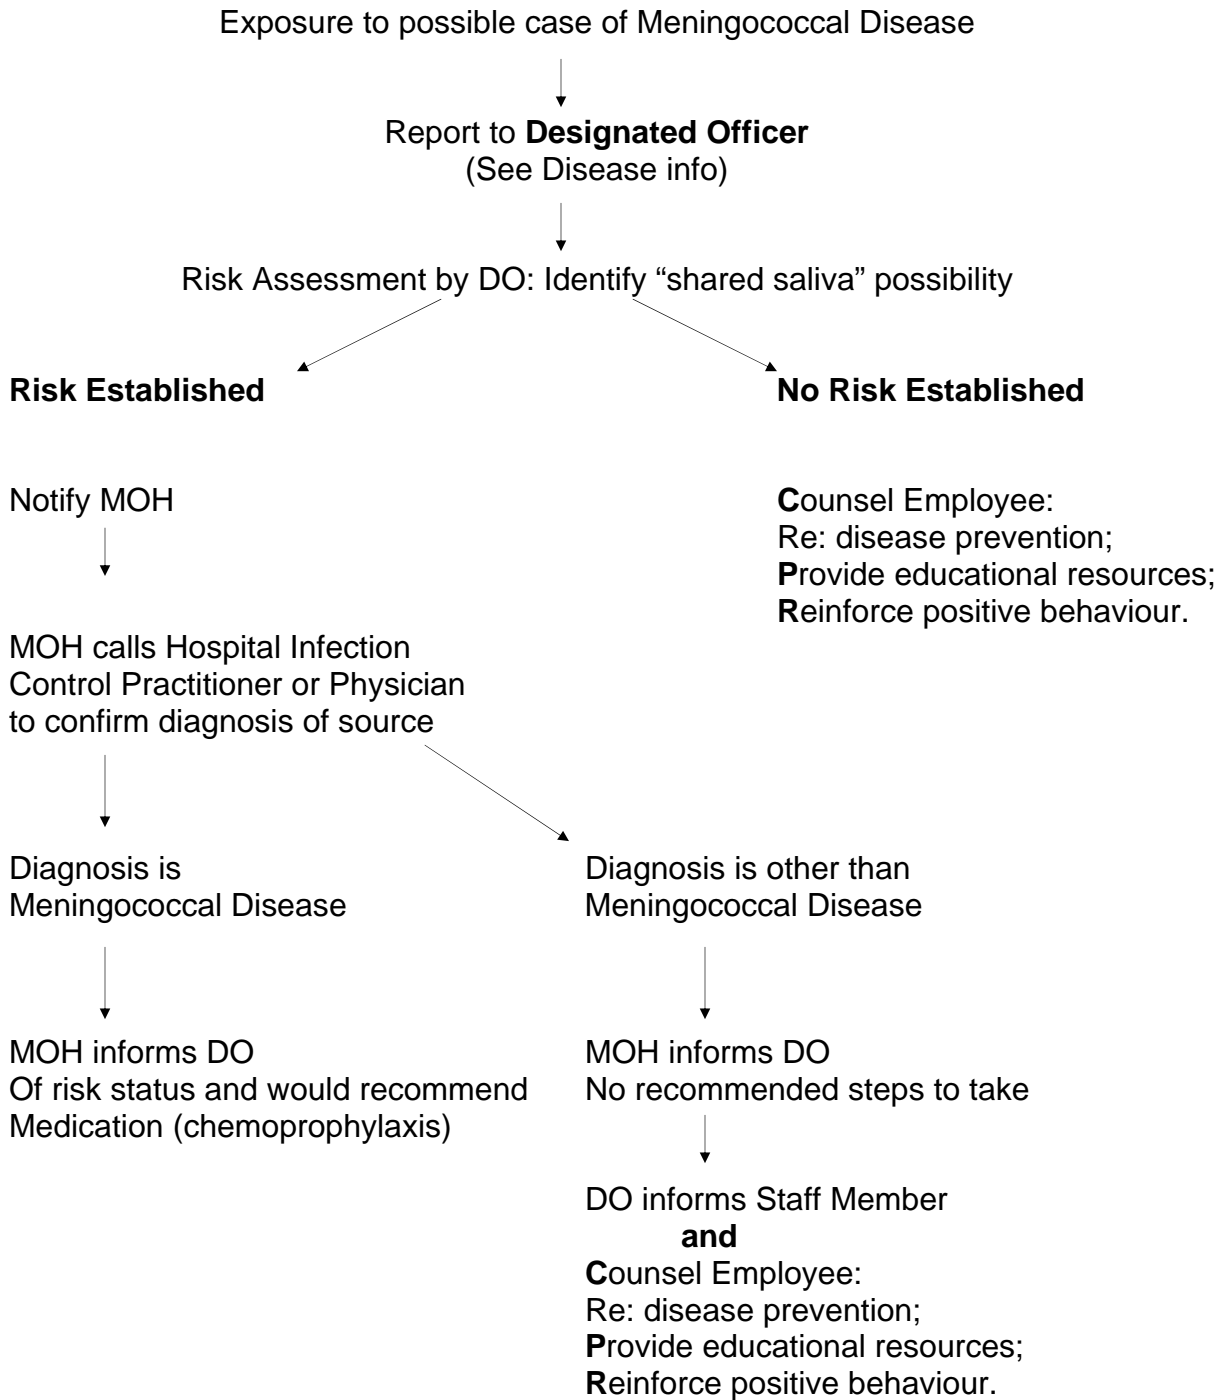 Exposure to possible case of Meningococcal Disease
Report to Designated Officer
(See Disease info)
Risk Assessment by DO: Identify “shared saliva” possibility
Risk Established
No Risk Established
Notify MOH
Counsel Employee:
Re: disease prevention;
Provide educational resources;
Reinforce positive behaviour.
MOH calls Hospital Infection
Control Practitioner or Physician
to confirm diagnosis of source
Diagnosis is
Meningococcal Disease
Diagnosis is other than
Meningococcal Disease
MOH informs DO
Of risk status and would recommend
Medication (chemoprophylaxis)
MOH informs DO
No recommended steps to take
DO informs Staff Member
and
Counsel Employee:
Re: disease prevention;
Provide educational resources;
Reinforce positive behaviour.